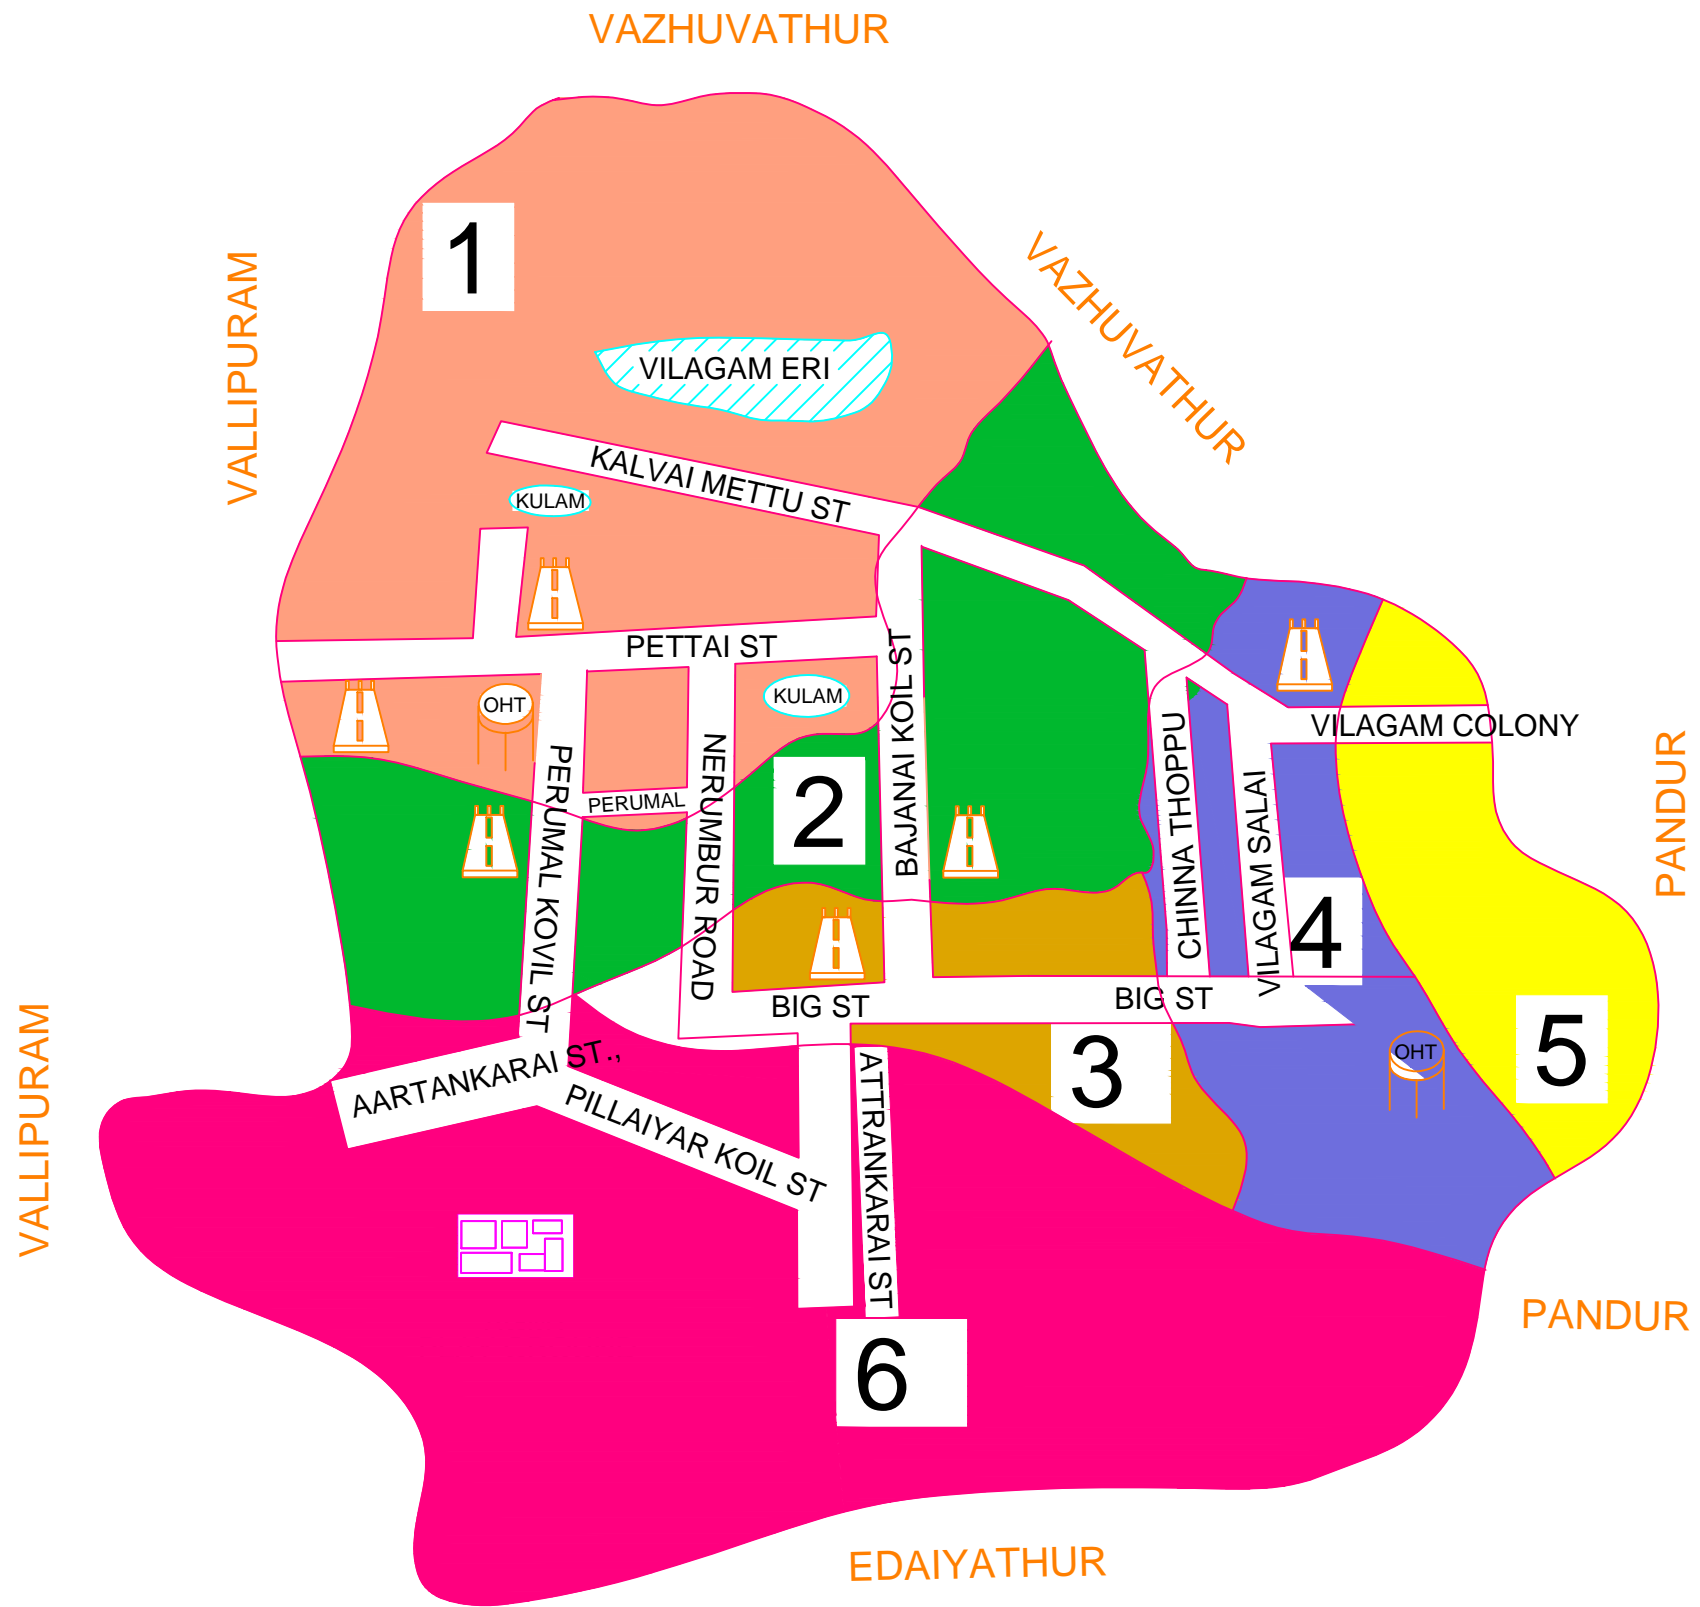 VAZHUVATHUR
1
VALLIPURAM
VAZHUVATHUR
VILAGAM ERI
KALVAI METTU ST
KULAM
PETTAI ST
KULAM
OHT
BAJANAI KOIL ST
VILAGAM COLONY
PANDUR
PERUMAL KOVIL ST
NERUMBUR ROAD
PERUMAL
2
CHINNA THOPPU
VILAGAM SALAI
4
BIG ST
BIG ST
VALLIPURAM
AARTANKARAI ST.,
PILLAIYAR KOIL ST
ATTRANKARAI ST
3
OHT
5
PANDUR
6
EDAIYATHUR